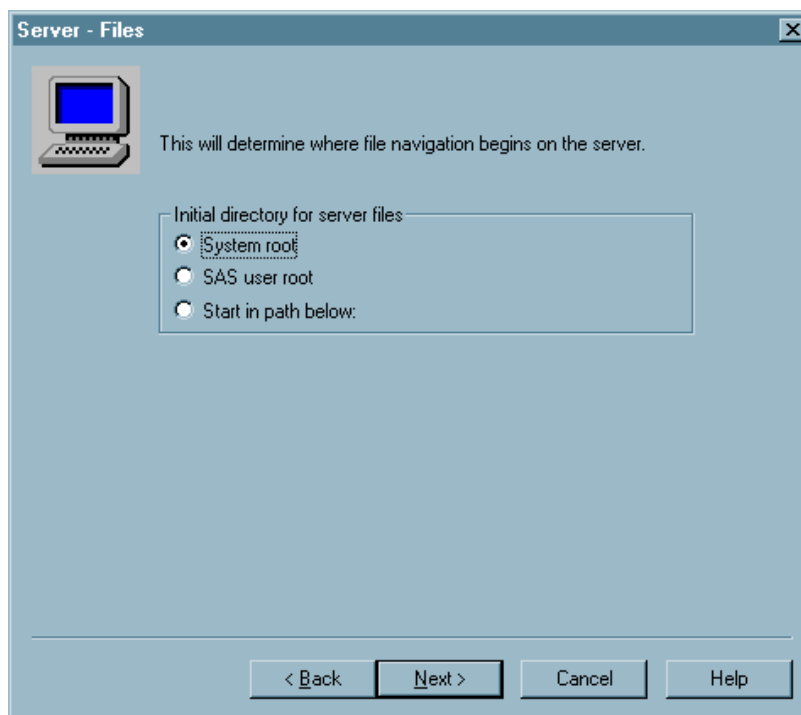 Server - Files
This will determine where file navigation begins on the server.
Initial directory for server files
System root
SAS user root
Start in path below:
< Back Next > Cancel Help